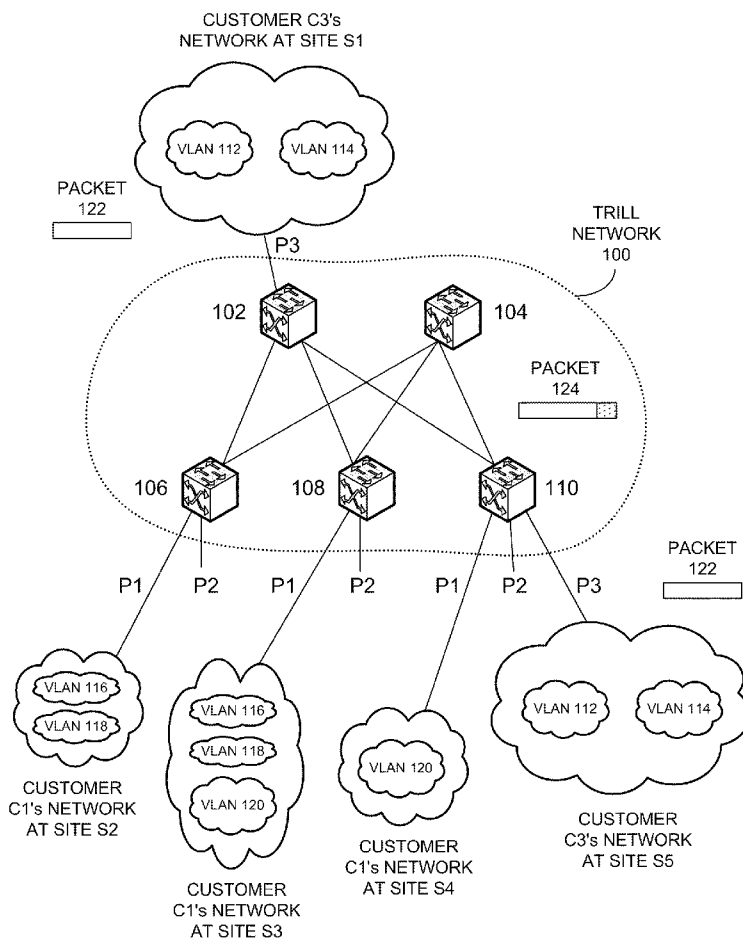 CUSTOMER C3's
NETWORK AT SITE S1
VLAN 112
VLAN 114
PACKET
122
P3
TRILL
NETWORK
100
102
104
PACKET
124
106
108
110
PACKET
122
P1
P2
P1
P2
P1
P2
P3
VLAN 116
VLAN 118
VLAN 116
VLAN 118
VLAN 120
VLAN 120
VLAN 112
VLAN 114
CUSTOMER
C1's NETWORK
AT SITE S2
CUSTOMER
C1's NETWORK
AT SITE S3
CUSTOMER
C1's NETWORK
AT SITE S4
CUSTOMER
C3's NETWORK
AT SITE S5